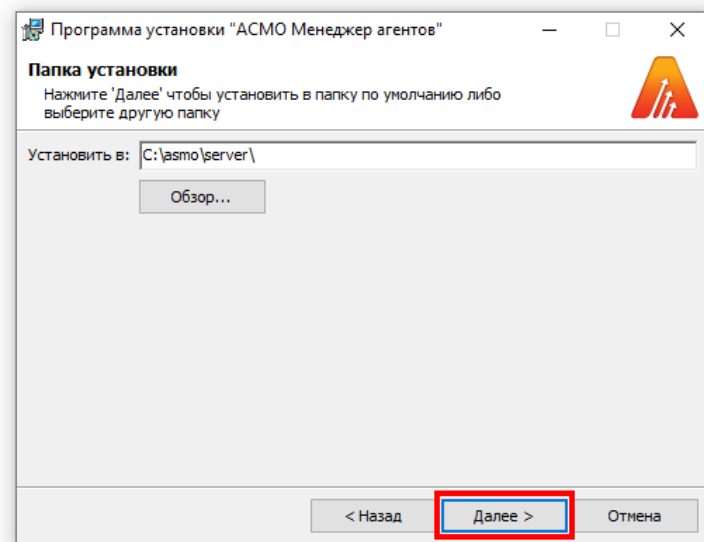 Программа установки "АСМО Менеджер агентов"
Папка установки
Нажмите 'Далее' чтобы установить в папку по умолчанию либо
выберите другую папку
Установить в: C:\asmo\server\
Обзор...
< Назад Далее > Отмена